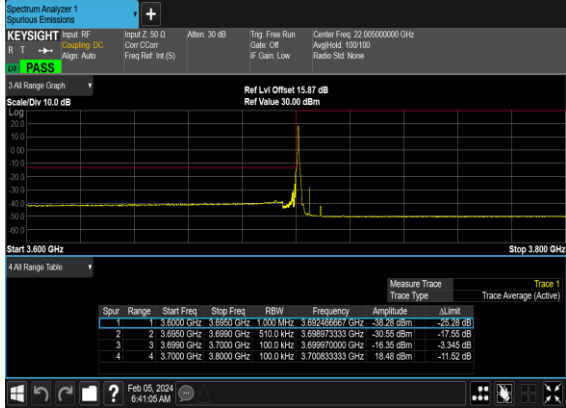 Spectrum Analyzer 1
Spurious Emissions
+
KEYSIGHT Input: RF Input Z: 50 Ω Atten: 30 dB Trig: Free Run Center Freq: 22.005000000 GHz
R T Coupling: DC Corr CCorr Gate: Off Avg|Hold: 100/100
Align: Auto Freq Ref: Int (S) IF Gain: Low Radio Std: None
PASS
3 All Range Graph
Ref Lvl Offset 15.87 dB
Scale/Div 10.0 dB Ref Value 30.00 dBm
Log
20.0
10.0
0.00
-10.0
-20.0
-30.0
-40.0
-50.0
-60.0
Start 3.600 GHz Stop 3.800 GHz
4 All Range Table
Measure Trace Trace 1
Trace Type Trace Average (Active)
Spur Range Start Freq Stop Freq RBW Frequency Amplitude ΔLimit
1 1 3.6000 GHz 3.6950 GHz 1.000 MHz 3.692466667 GHz -38.28 dBm -25.28 dB
2 2 3.6950 GHz 3.6990 GHz 510.0 kHz 3.698973333 GHz -30.55 dBm -17.55 dB
3 3 3.6990 GHz 3.7000 GHz 100.0 kHz 3.699970000 GHz -16.35 dBm -3.345 dB
4 4 3.7000 GHz 3.8000 GHz 100.0 kHz 3.700833333 GHz 18.48 dBm -11.52 dB
? Feb 05, 2024
6:41:05 AM